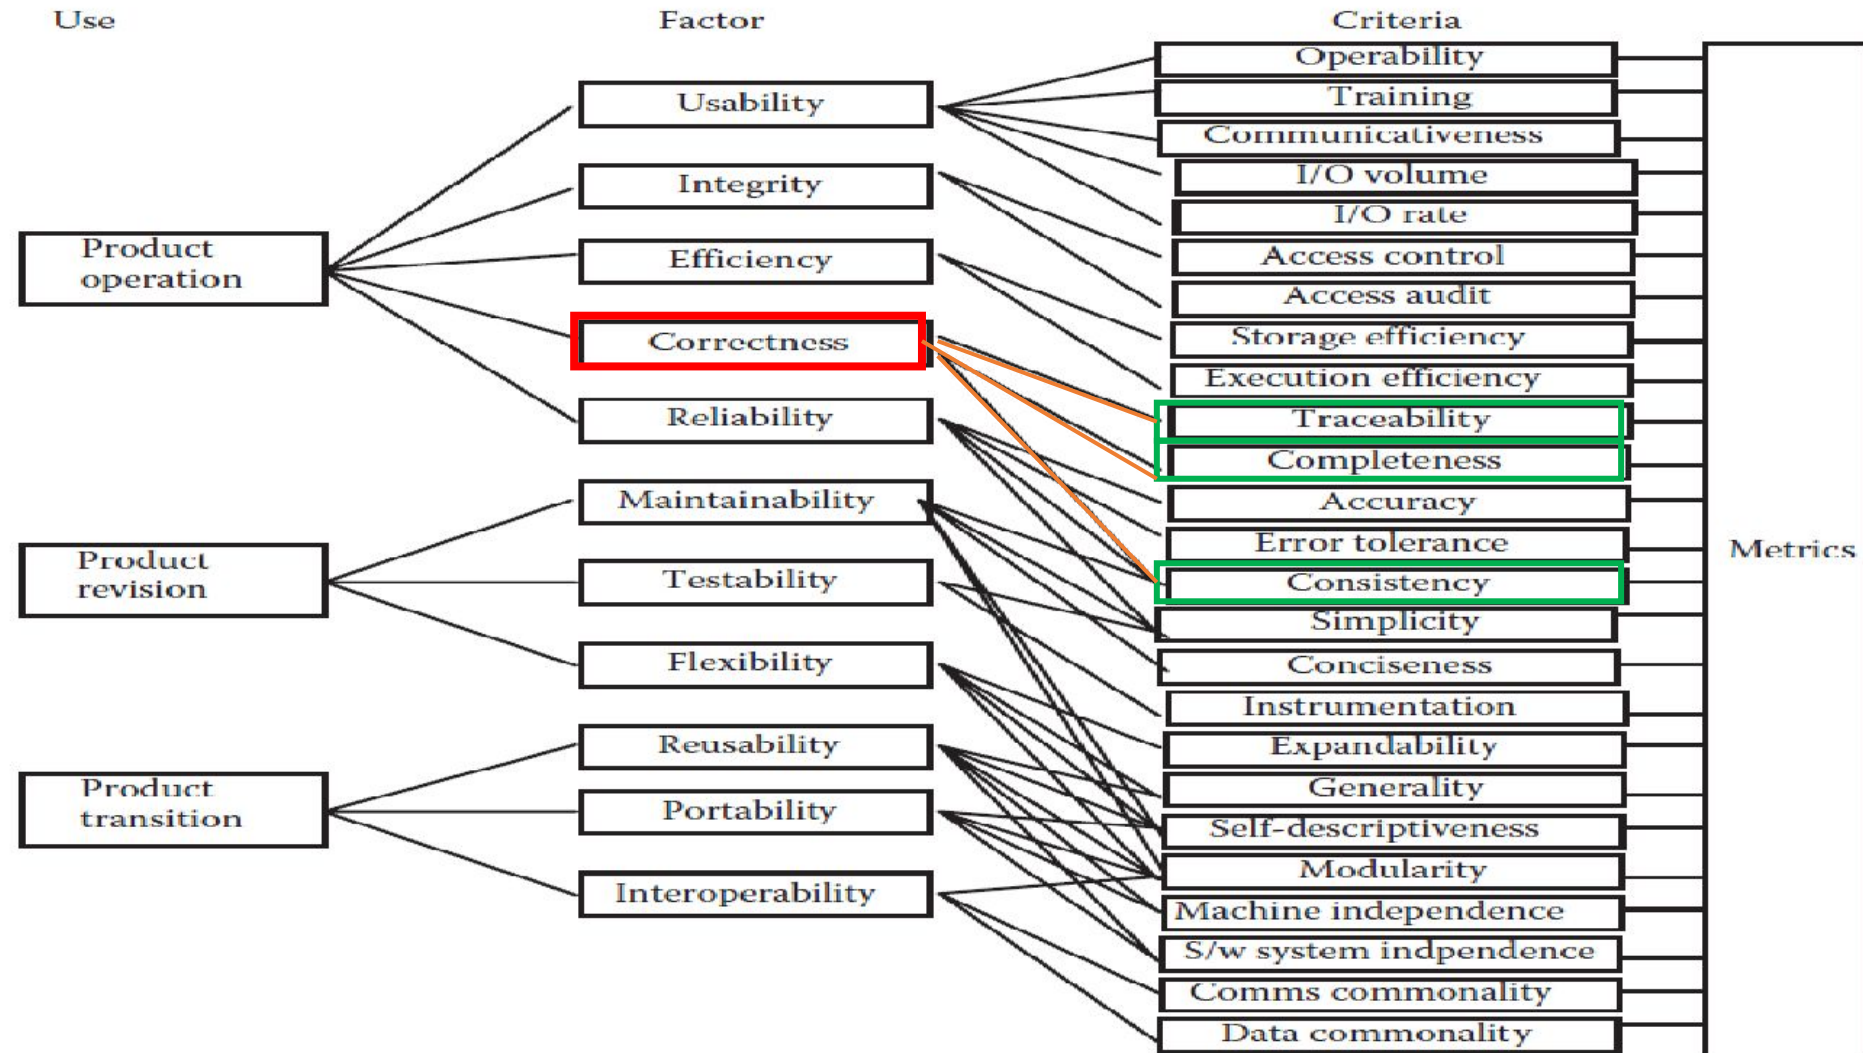 Use
Factor
Criteria
Product
operation
Product
revision
Product
transition
Usability
Integrity
Efficiency
Correctness
Reliability
Maintainability
Testability
Flexibility
Reusability
Portability
Interoperability
Operability
Training
Communicativeness
I/O volume
I/O rate
Access control
Access audit
Storage efficiency
Execution efficiency
Traceability
Completeness
Accuracy
Error tolerance
Consistency
Simplicity
Conciseness
Instrumentation
Expandability
Generality
Self-descriptiveness
Modularity
Machine independence
S/w system indpendence
Comms commonality
Data commonality
Metrics